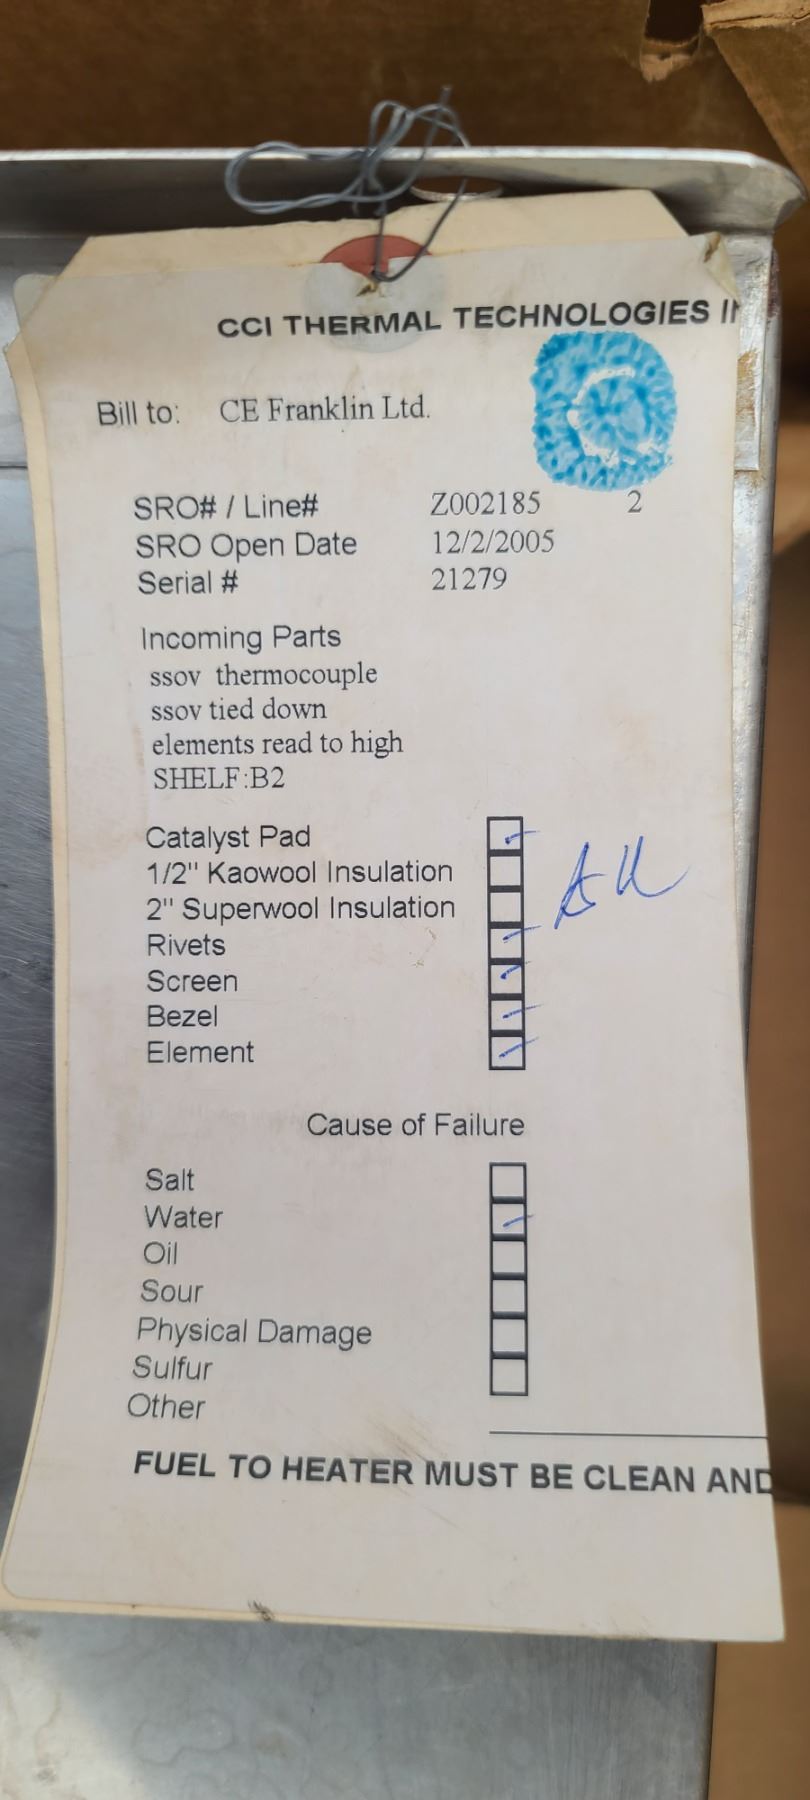 CCI THERMAL TECHNOLOGIES
Bill to: CE Franklin Ltd.
SRO# / Line# Z002185 2
SRO Open Date 12/2/2005
Serial # 21279
Incoming Parts
ssov thermocouple
ssov tied down
elements read to high
SHELF:B2
Catalyst Pad
1/2" Kaowool Insulation
2" Superwool Insulation
Rivets
Screen
Bezel
Element
Cause of Failure
Salt
Water
Oil
Sour
Physical Damage
Sulfur
Other
FUEL TO HEATER MUST BE CLEAN AND